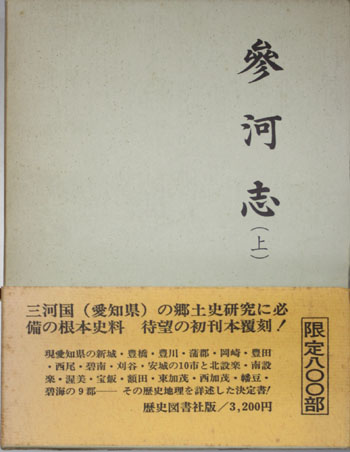 參河志
(上)
三河国(愛知県)の郷土史研究に必
備の根本史料 待望の初刊本覆刻!
現愛知県の新城・豊橋・豊川・蒲郡・岡崎・豊田
・西尾・碧南・刈谷・安城の10市と北設楽・南設
楽・渥美・宝飯・額田・東加茂・西加茂・幡豆・
碧海の9郡──その歴史地理を詳述した決定書!
歴史図書社版/3,200円
限定八〇〇部